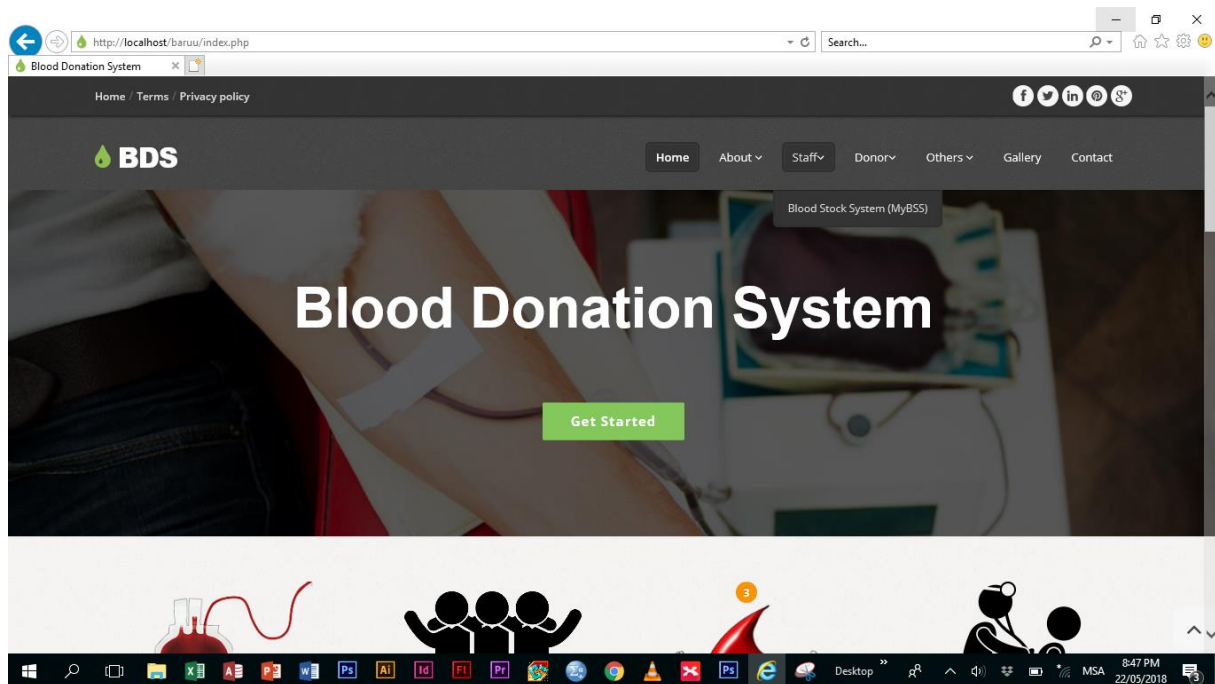 http://localhost/baruu/index.php
Search...
Blood Donation System
Home / Terms / Privacy policy
BDS
Home About Staff Donor Others Gallery Contact
Blood Stock System (MyBSS)
Blood Donation System
Get Started
3
Desktop
MSA
8:47 PM
22/05/2018
3